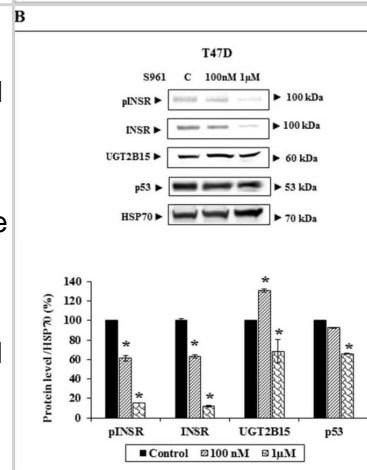 B
T47D
S961 C 100nM 1μM
pINSR 100 kDa
INSR 100 kDa
UGT2B15 60 kDa
p53 53 kDa
HSP70 70 kDa
Protein level /HSP70 (%)
140
120
100
80
60
40
20
0
* * * * * * *
pINSR INSR UGT2B15 p53
Control 100 nM 1μM